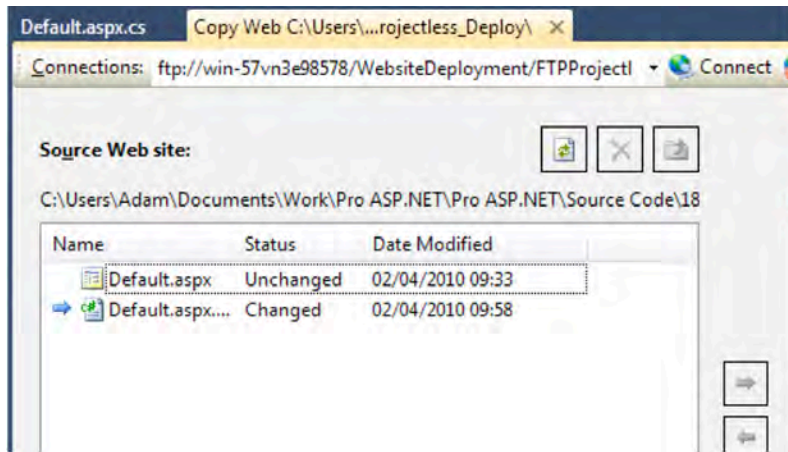 Default.aspx.cs Copy Web C:\Users\...rojectless_Deploy\
Connections: ftp://win-57vn3e98578/WebsiteDeployment/FTPProjectl Connect
Source Web site:
C:\Users\Adam\Documents\Work\Pro ASP.NET\Pro ASP.NET\Source Code\18
Name Status Date Modified
Default.aspx Unchanged 02/04/2010 09:33
Default.aspx.... Changed 02/04/2010 09:58